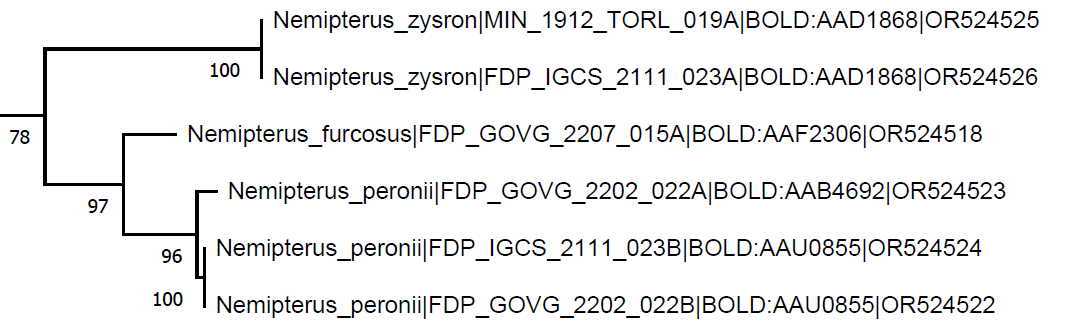 Nemipterus_zysron|MIN_1912_TORL_019A|BOLD:AAD1868|OR524525
100
Nemipterus_zysron|FDP_IGCS_2111_023A|BOLD:AAD1868|OR524526
78
Nemipterus_furcosus|FDP_GOVG_2207_015A|BOLD:AAF2306|OR524518
Nemipterus_peronii|FDP_GOVG_2202_022A|BOLD:AAB4692|OR524523
97
Nemipterus_peronii|FDP_IGCS_2111_023B|BOLD:AAU0855|OR524524
96
100
Nemipterus_peronii|FDP_GOVG_2202_022B|BOLD:AAU0855|OR524522